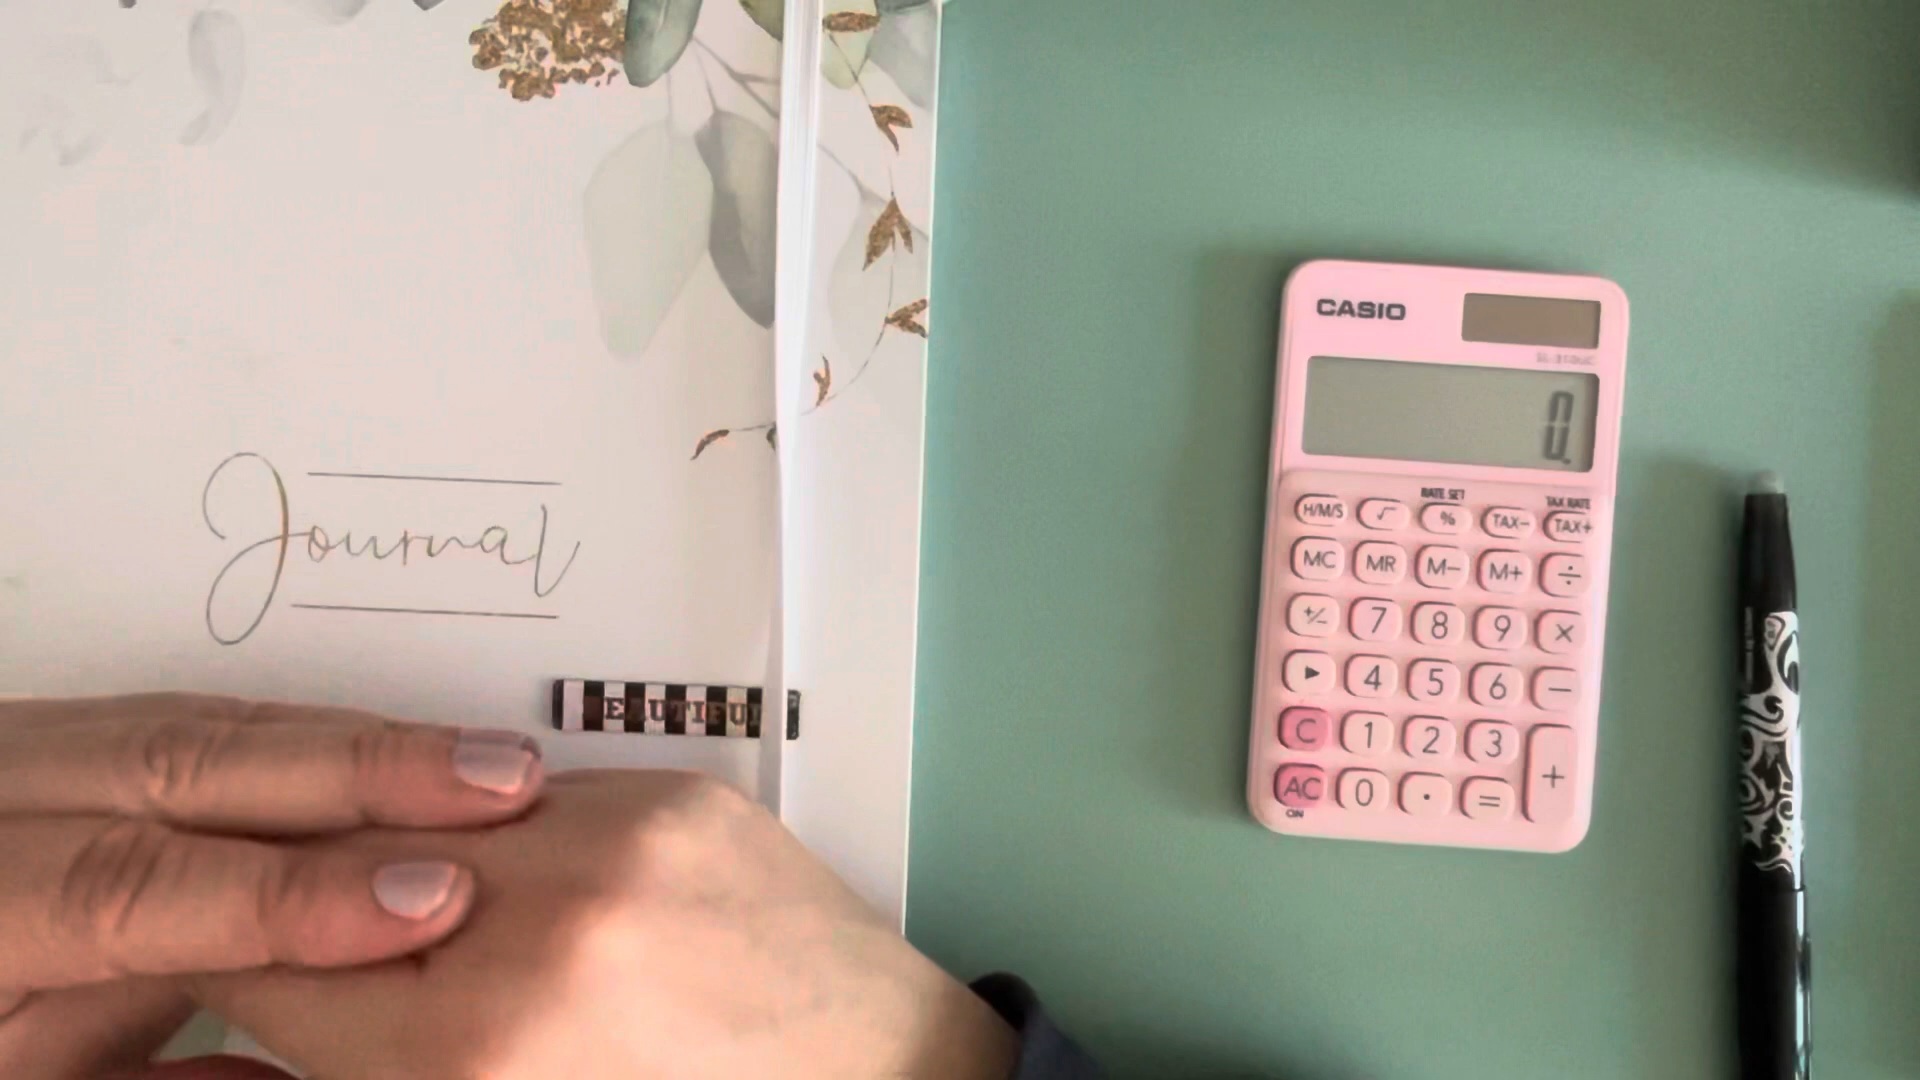 Journal
EAUTIFUL
CASIO
0.
RATE SET
TAX RATE
H/M/S √ % TAX− TAX+
MC MR M− M+ ÷
+/− 7 8 9 ×
▶ 4 5 6 −
C 1 2 3
AC 0 · = +
ON